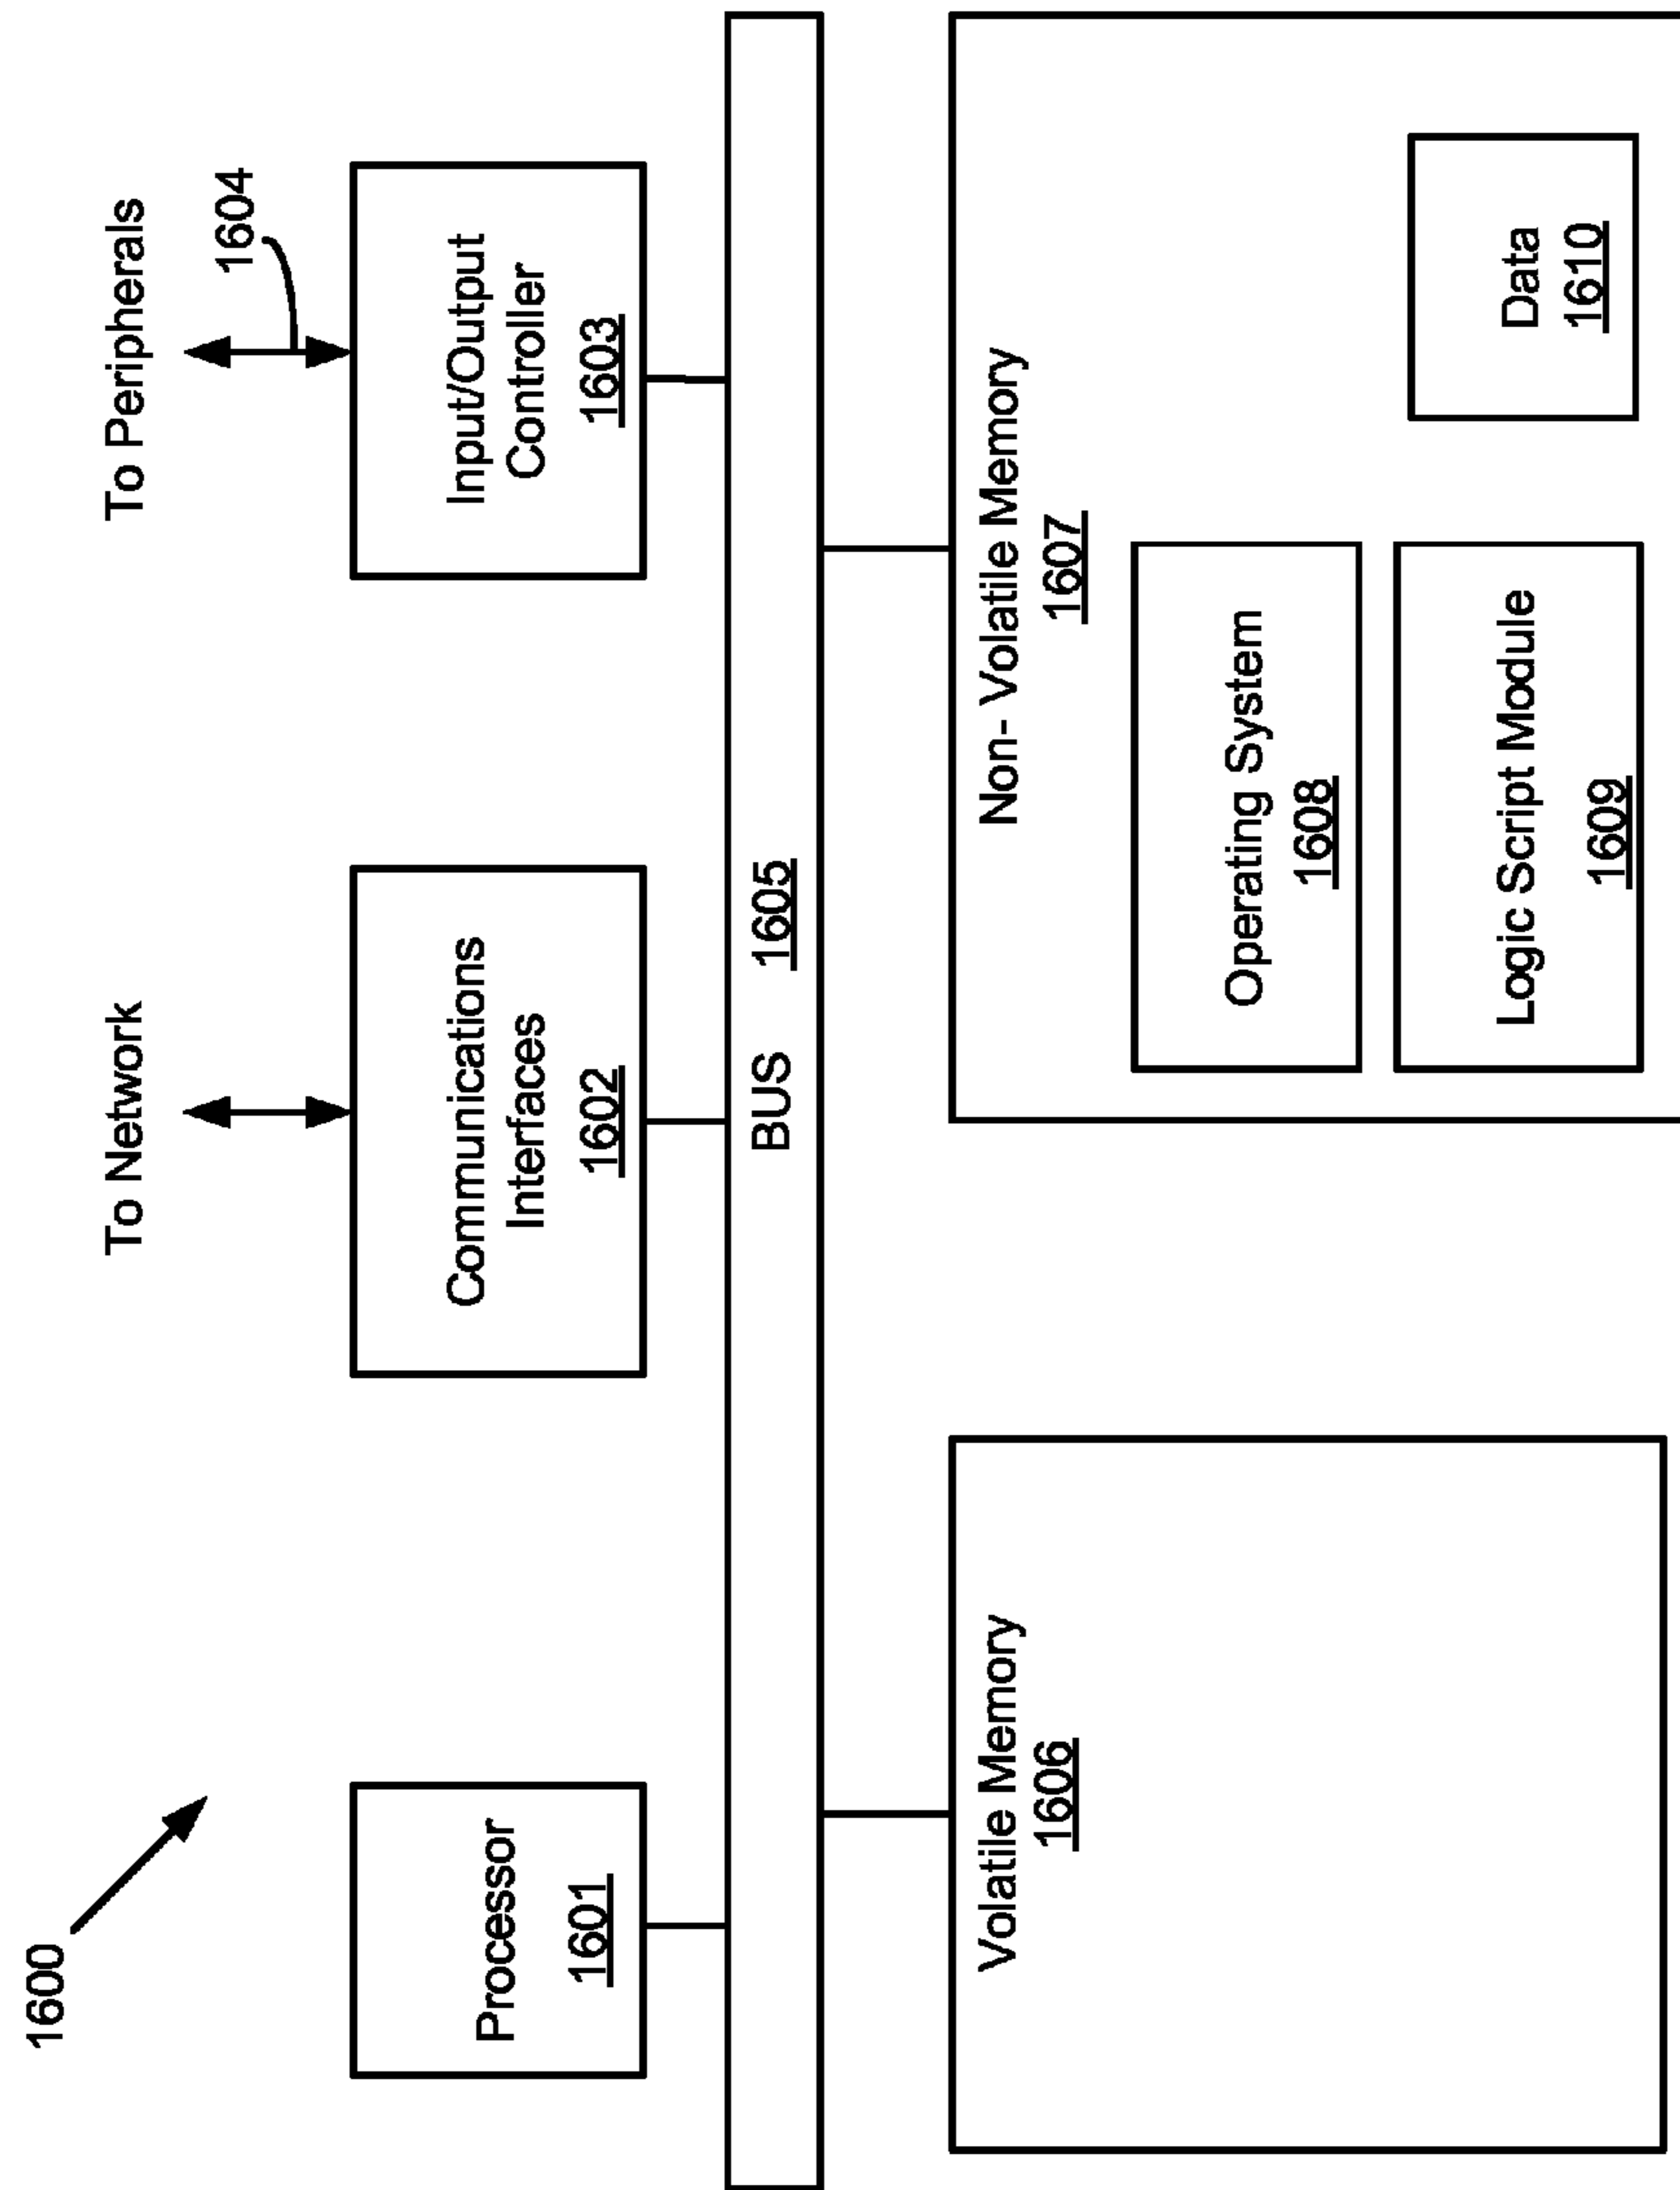 1600
To Network
To Peripherals
1604
Processor
1601
Communications
Interfaces
1602
Input/Output
Controller
1603
BUS 1605
Volatile Memory
1606
Non- Volatile Memory
1607
Operating System
1608
Logic Script Module
1609
Data
1610